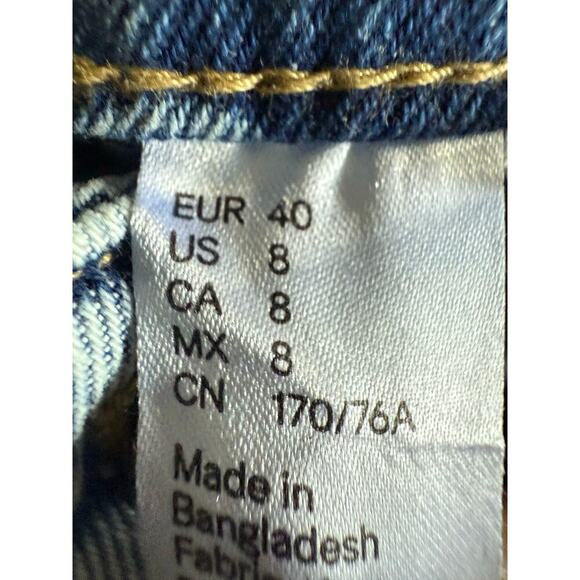 EUR 40
US 8
CA 8
MX 8
CN 170/76A
Made in
Bangladesh